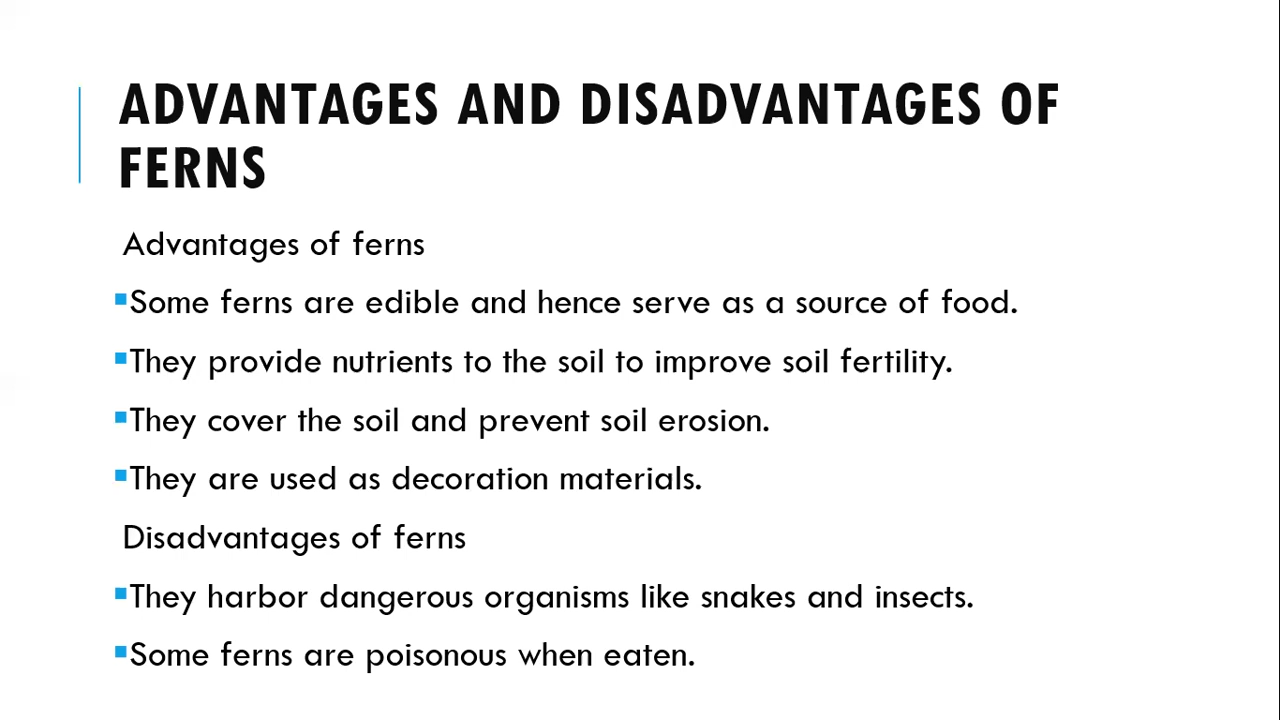 ADVANTAGES AND DISADVANTAGES OF
FERNS
Advantages of ferns
▪Some ferns are edible and hence serve as a source of food.
▪They provide nutrients to the soil to improve soil fertility.
▪They cover the soil and prevent soil erosion.
▪They are used as decoration materials.
Disadvantages of ferns
▪They harbor dangerous organisms like snakes and insects.
▪Some ferns are poisonous when eaten.